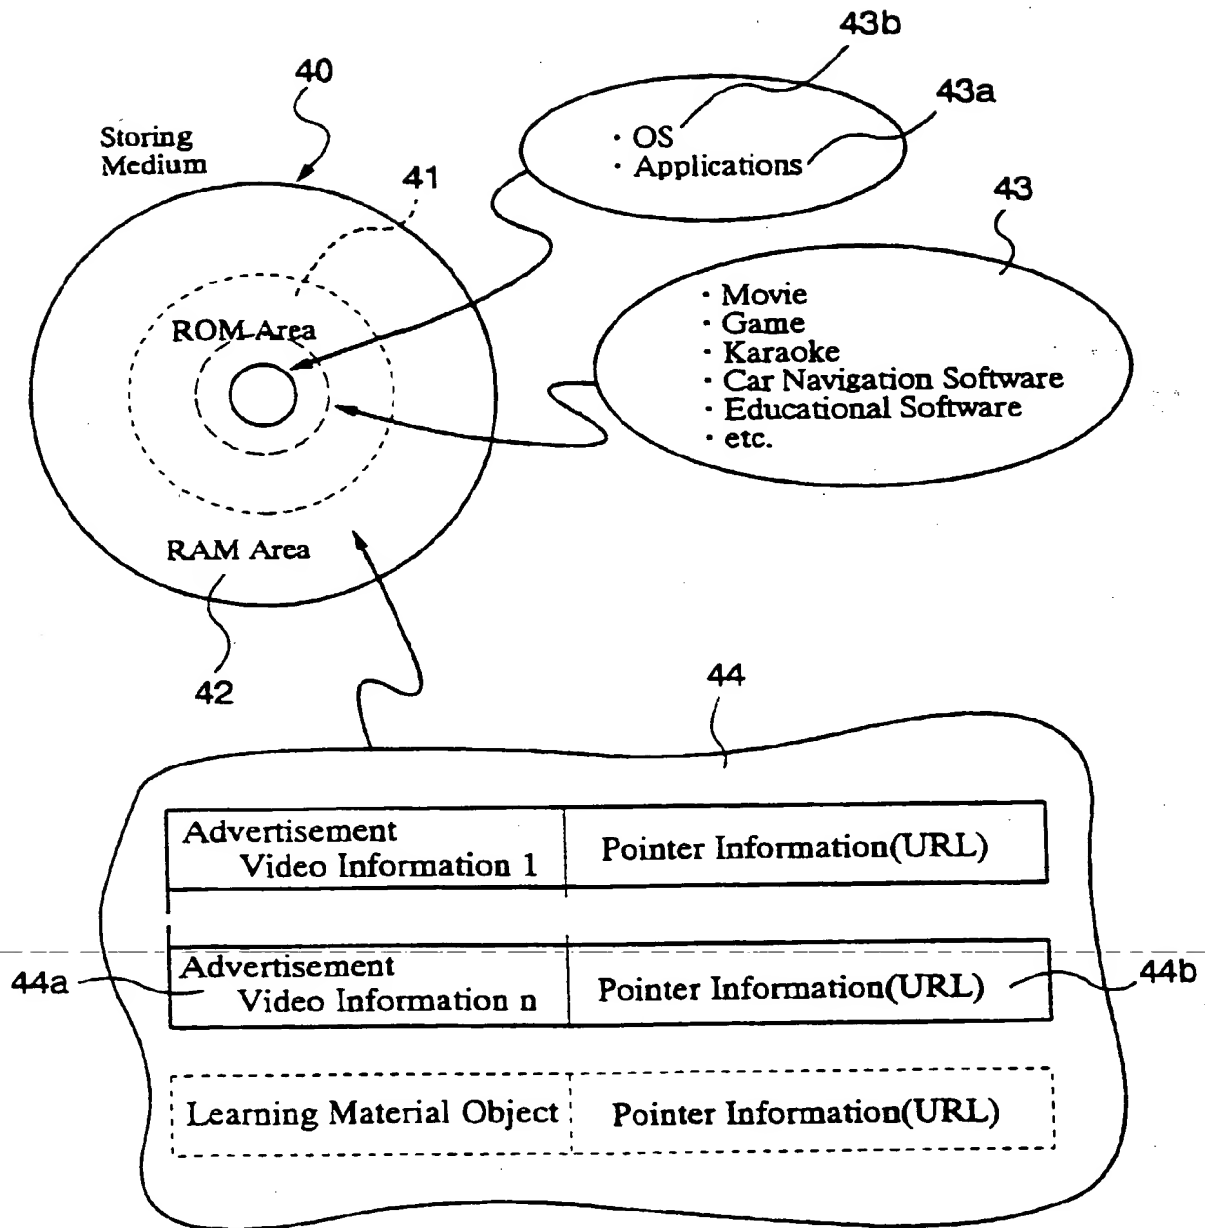 43b
40
43a
· OS
· Applications
Storing
Medium
41
43
· Movie
· Game
· Karaoke
· Car Navigation Software
· Educational Software
· etc.
ROM Area
RAM Area
42
44
Advertisement
Video Information 1
Pointer Information(URL)
44a
Advertisement
Video Information n
Pointer Information(URL)
44b
Learning Material Object
Pointer Information(URL)